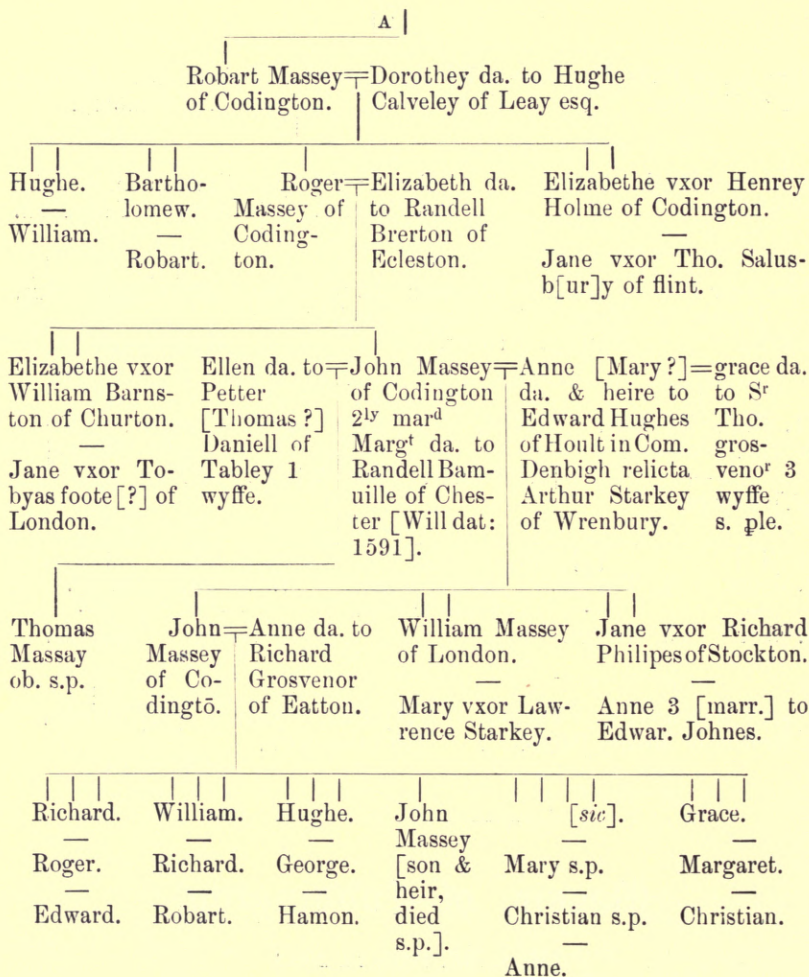 A
Robart Massey=Dorothey da. to Hughe
of Codington. Calveley of Leay esq.
Hughe.
—
William.
Bartho-
lomew.
—
Robart.
Roger=Elizabeth da.
Massey of
Coding-
ton.
to Randell
Brerton of
Ecleston.
Elizabethe vxor Henrey
Holme of Codington.
—
Jane vxor Tho. Salus-
b[ur]y of flint.
Elizabethe vxor
William Barns-
ton of Churton.
—
Jane vxor To-
byas foote [?] of
London.
Ellen da. to=
Petter
[Thomas ?]
Daniell of
Tabley 1
wyffe.
John Massey=
of Codington
2ly mard
Margt da. to
Randell Bam-
uille of Ches-
ter [Will dat:
1591].
Anne [Mary ?]=
da. & heire to
Edward Hughes
of Hoult in Com.
Denbigh relicta
Arthur Starkey
of Wrenbury.
grace da.
to Sr
Tho.
gros-
venor 3
wyffe
s. ꝑle.
Thomas
Massay
ob. s.p.
John=
Massey
of Co-
dingtō.
Anne da. to
Richard
Grosvenor
of Eatton.
William Massey
of London.
—
Mary vxor Law-
rence Starkey.
Jane vxor Richard
Philipes of Stockton.
—
Anne 3 [marr.] to
Edwar. Johnes.
Richard.
—
Roger.
—
Edward.
William.
—
Richard.
—
Robart.
Hughe.
—
George.
—
Hamon.
John
Massey
[son &
heir,
died
s.p.].
[sic].
—
Mary s.p.
—
Christian s.p.
—
Anne.
Grace.
—
Margaret.
—
Christian.